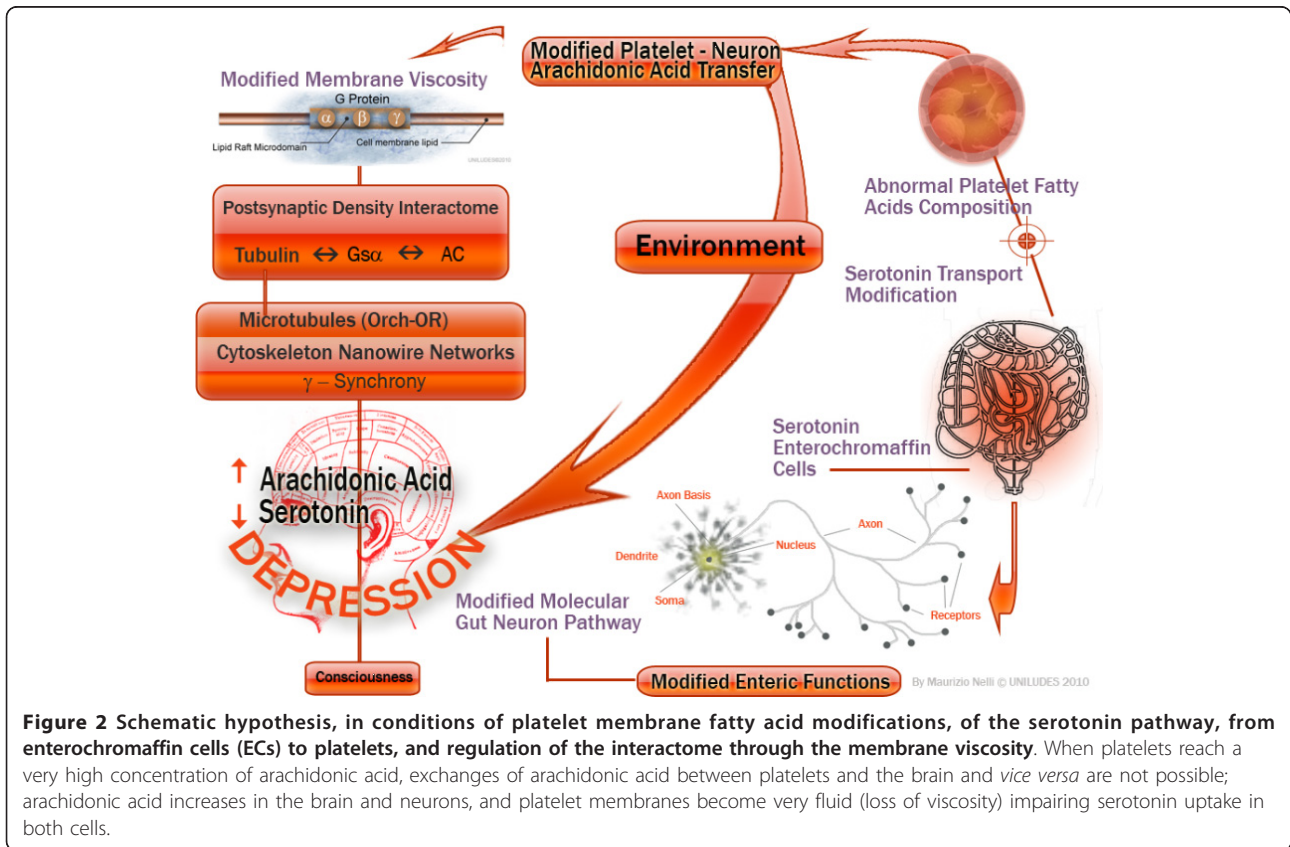 Modified Platelet - Neuron
Arachidonic Acid Transfer
Modified Membrane Viscosity
G Protein
α β γ
Lipid Raft Microdomain
Cell membrane lipid
UNILUDES2010
Postsynaptic Density Interactome
Tubulin ↔ Gsα ↔ AC
Microtubules (Orch-OR)
Cytoskeleton Nanowire Networks
γ – Synchrony
↑ Arachidonic Acid
↓ Serotonin
DEPRESSION
Consciousness
Environment
Abnormal Platelet Fatty
Acids Composition
Serotonin Transport
Modification
Serotonin
Enterochromaffin
Cells
Axon Basis
Axon
Nucleus
Dendrite
Soma
Receptors
Modified Molecular
Gut Neuron Pathway
Modified Enteric Functions
By Maurizio Nelli © UNILUDES 2010
Figure 2 Schematic hypothesis, in conditions of platelet membrane fatty acid modifications, of the serotonin pathway, from
enterochromaffin cells (ECs) to platelets, and regulation of the interactome through the membrane viscosity. When platelets reach a
very high concentration of arachidonic acid, exchanges of arachidonic acid between platelets and the brain and vice versa are not possible;
arachidonic acid increases in the brain and neurons, and platelet membranes become very fluid (loss of viscosity) impairing serotonin uptake in
both cells.